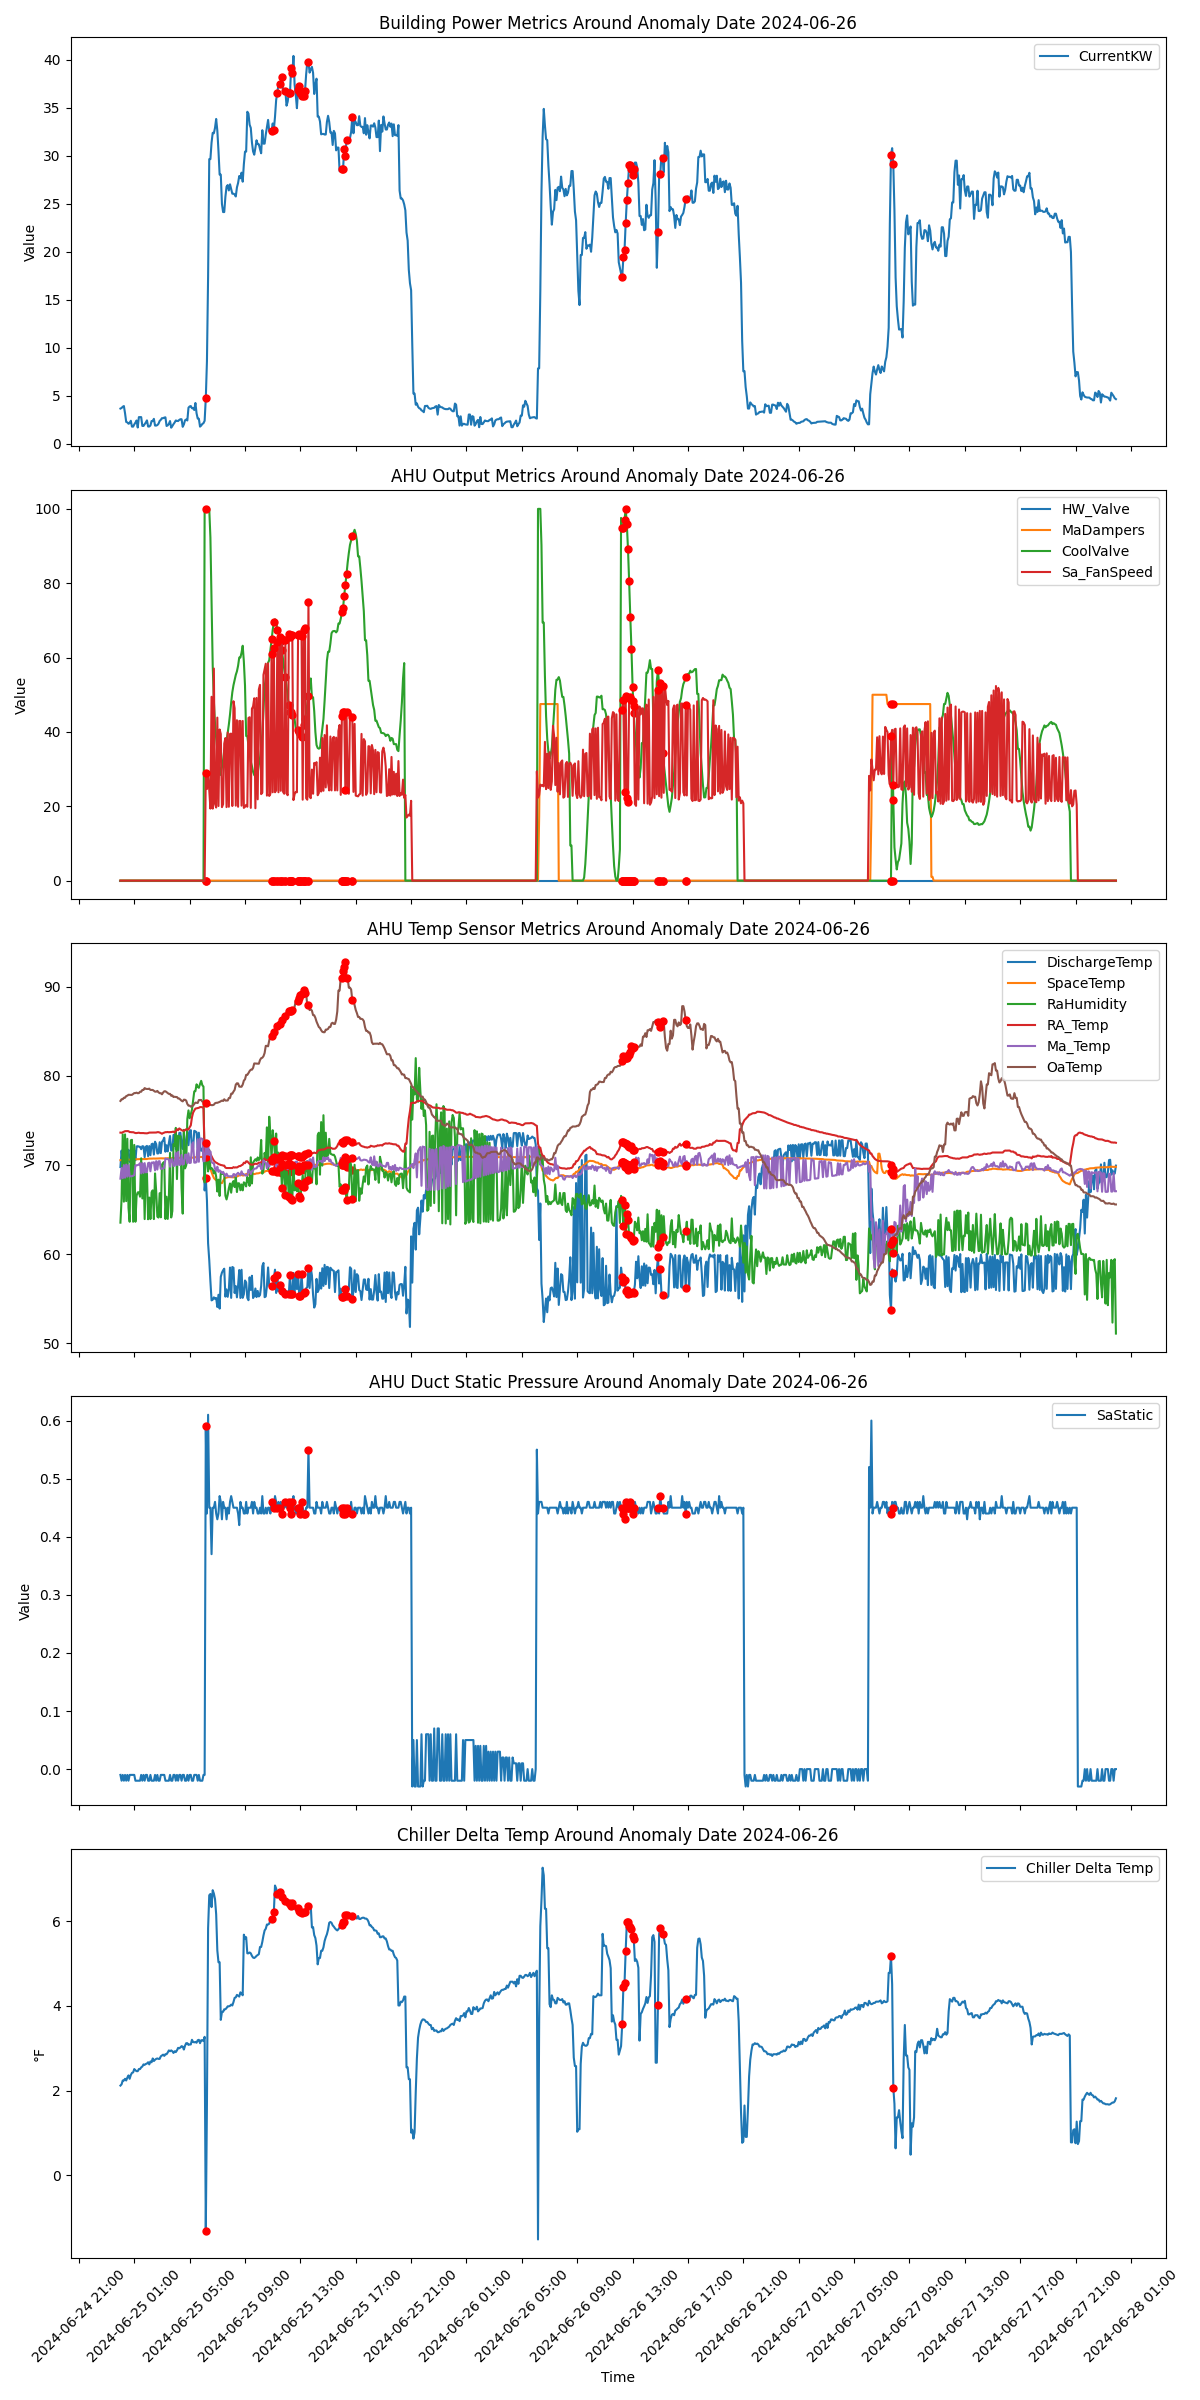 Building Power Metrics Around Anomaly Date 2024-06-26
CurrentKW
40
35
30
25
20
15
10
5
0
Value
AHU Output Metrics Around Anomaly Date 2024-06-26
HW_Valve
MaDampers
CoolValve
Sa_FanSpeed
100
80
60
40
20
0
Value
AHU Temp Sensor Metrics Around Anomaly Date 2024-06-26
DischargeTemp
SpaceTemp
RaHumidity
RA_Temp
Ma_Temp
OaTemp
90
80
70
60
50
Value
AHU Duct Static Pressure Around Anomaly Date 2024-06-26
SaStatic
0.6
0.5
0.4
0.3
0.2
0.1
0.0
Value
Chiller Delta Temp Around Anomaly Date 2024-06-26
Chiller Delta Temp
6
4
2
0
°F
2024-06-24 21:00
2024-06-25 01:00
2024-06-25 05:00
2024-06-25 09:00
2024-06-25 13:00
2024-06-25 17:00
2024-06-25 21:00
2024-06-26 01:00
2024-06-26 05:00
2024-06-26 09:00
2024-06-26 13:00
2024-06-26 17:00
2024-06-26 21:00
2024-06-27 01:00
2024-06-27 05:00
2024-06-27 09:00
2024-06-27 13:00
2024-06-27 17:00
2024-06-27 21:00
2024-06-28 01:00
Time